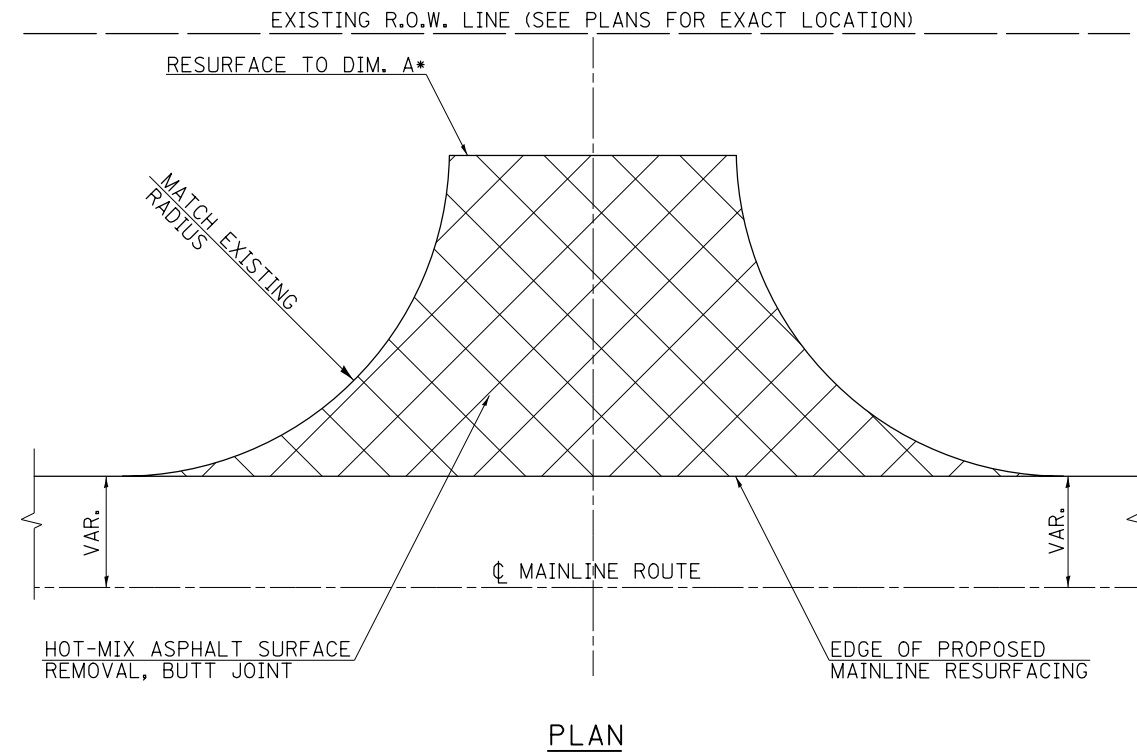 EXISTING R.O.W. LINE (SEE PLANS FOR EXACT LOCATION)
RESURFACE TO DIM. A*
MATCH EXISTING
RADIUS
VAR.
VAR.
℄ MAINLINE ROUTE
HOT-MIX ASPHALT SURFACE
REMOVAL, BUTT JOINT
EDGE OF PROPOSED
MAINLINE RESURFACING
PLAN